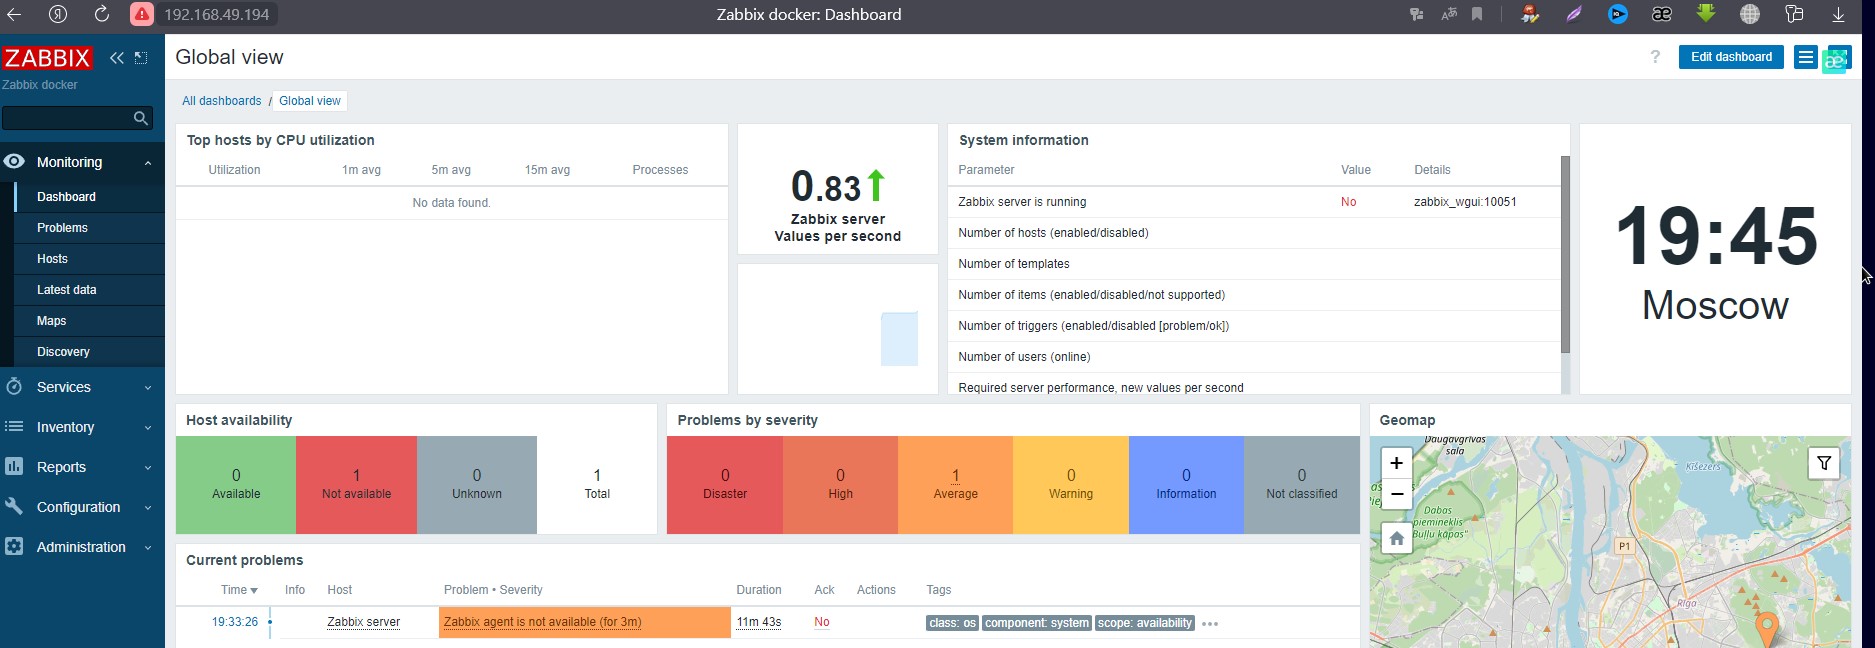 192.168.49.194
Zabbix docker: Dashboard
ZABBIX
Zabbix docker
Monitoring
Dashboard
Problems
Hosts
Latest data
Maps
Discovery
Services
Inventory
Reports
Configuration
Administration
Global view
? Edit dashboard
All dashboards / Global view
Top hosts by CPU utilization
Utilization 1m avg 5m avg 15m avg Processes
No data found.
0.83
Zabbix server
Values per second
System information
Parameter Value Details
Zabbix server is running No zabbix_wgui:10051
Number of hosts (enabled/disabled)
Number of templates
Number of items (enabled/disabled/not supported)
Number of triggers (enabled/disabled [problem/ok])
Number of users (online)
Required server performance, new values per second
19:45
Moscow
Host availability
0 1 0 1
Available Not available Unknown Total
Problems by severity
0 0 1 0 0 0
Disaster High Average Warning Information Not classified
Current problems
Time Info Host Problem • Severity Duration Ack Actions Tags
19:33:26 Zabbix server Zabbix agent is not available (for 3m) 11m 43s No class: os component: system scope: availability •••
Geomap
Daugavgrīvas
sala
Ķīšezers
+
−
Dabas
piemineklis
"Buļļu kāpas"
P1
Rīga